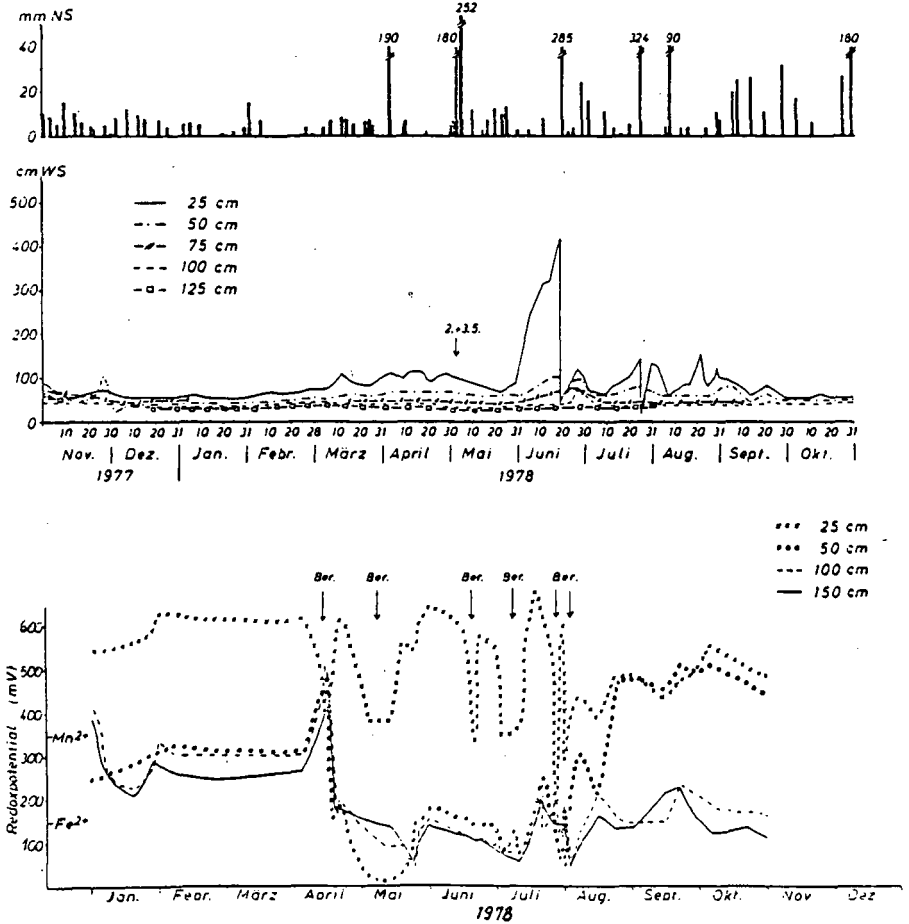 252
190 180 285 324 90 180
mm NS
40
20
0
cm WS
500
400
300
200
100
0
25 cm
50 cm
75 cm
100 cm
125 cm
2.+3.5.
10 20 30 10 20 31 10 20 31 10 20 28 10 20 31 10 20 30 10 20 31 10 20 30 10 20 31 10 20 31 10 20 30 10 20 31
Nov. Dez. Jan. Febr. März April Mai Juni Juli Aug. Sept. Okt.
1977 1978
25 cm
50 cm
100 cm
150 cm
Ber. Ber. Ber. Ber. Ber.
Redoxpotential (mV)
600
500
400
Mn2+
300
200
Fe2+
100
Jan. Febr. März April Mai Juni Juli Aug. Sept. Okt. Nov Dez
1978